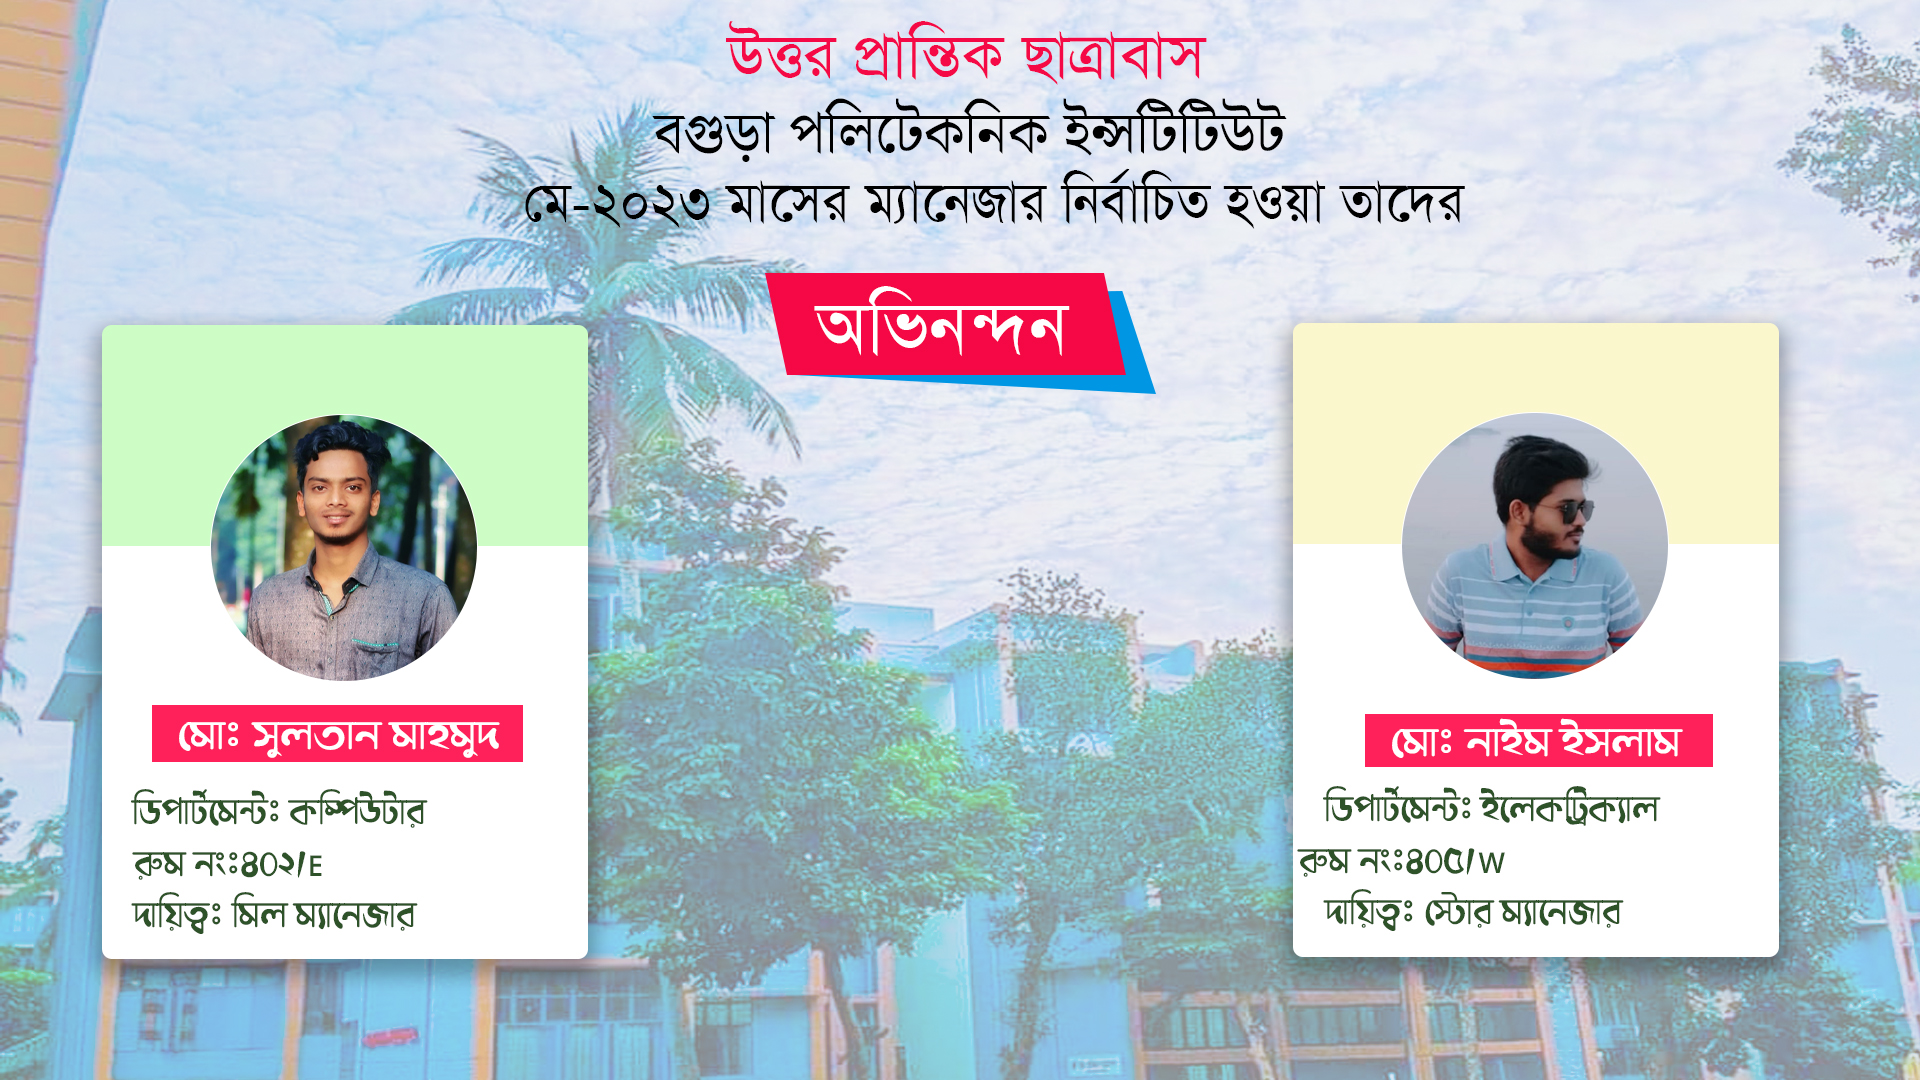 উত্তর প্রান্তিক ছাত্রাবাস
বগুড়া পলিটেকনিক ইন্সটিটিউট
মে-২০২৩ মাসের ম্যানেজার নির্বাচিত হওয়া তাদের
অভিনন্দন
মোঃ সুলতান মাহমুদ
ডিপার্টমেন্টঃ কম্পিউটার
রুম নংঃ৪০২/E
দায়িত্বঃ মিল ম্যানেজার
মোঃ নাইম ইসলাম
ডিপার্টমেন্টঃ ইলেকট্রিক্যাল
রুম নংঃ৪০৫/W
দায়িত্বঃ স্টোর ম্যানেজার